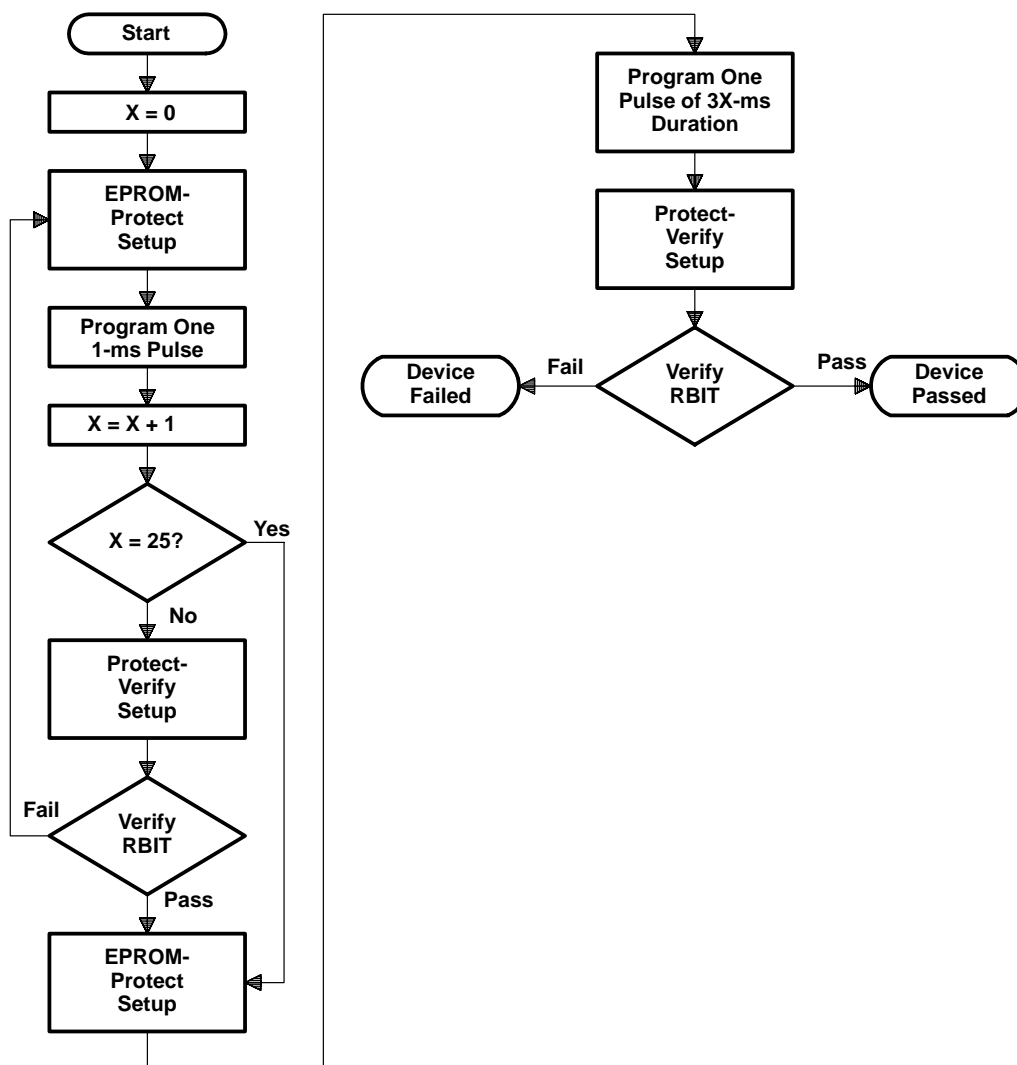 Start
X = 0
EPROM-
Protect
Setup
Program One
1-ms Pulse
X = X + 1
X = 25?
Yes
No
Protect-
Verify
Setup
Fail
Verify
RBIT
Pass
EPROM-
Protect
Setup
Program One
Pulse of 3X-ms
Duration
Protect-
Verify
Setup
Device
Failed
Fail
Verify
RBIT
Pass
Device
Passed